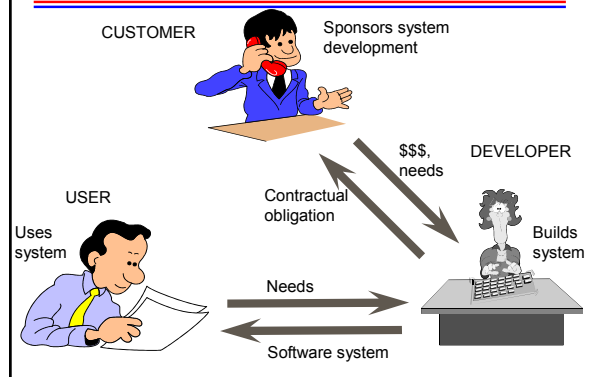 CUSTOMER
Sponsors system
development
$$$,
needs
DEVELOPER
Contractual
obligation
USER
Uses
system
Builds
system
Needs
Software system